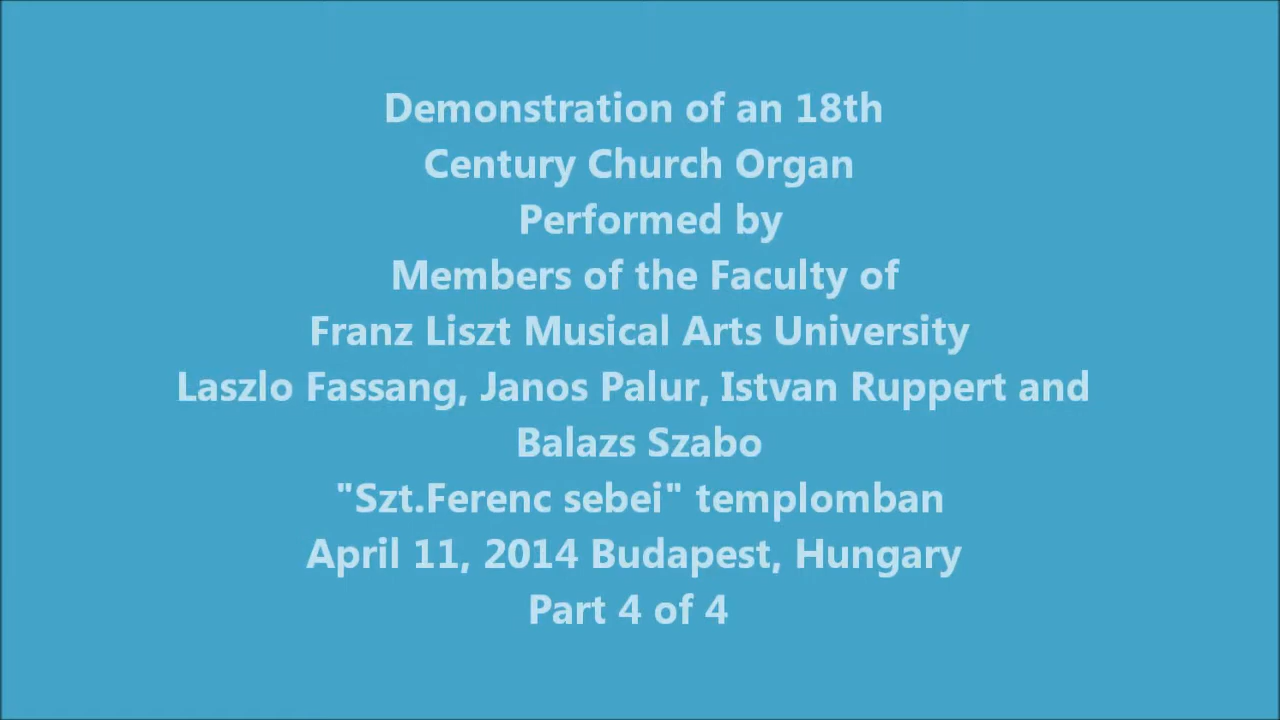 Demonstration of an 18th
Century Church Organ
Performed by
Members of the Faculty of
Franz Liszt Musical Arts University
Laszlo Fassang, Janos Palur, Istvan Ruppert and
Balazs Szabo
"Szt.Ferenc sebei" templomban
April 11, 2014 Budapest, Hungary
Part 4 of 4